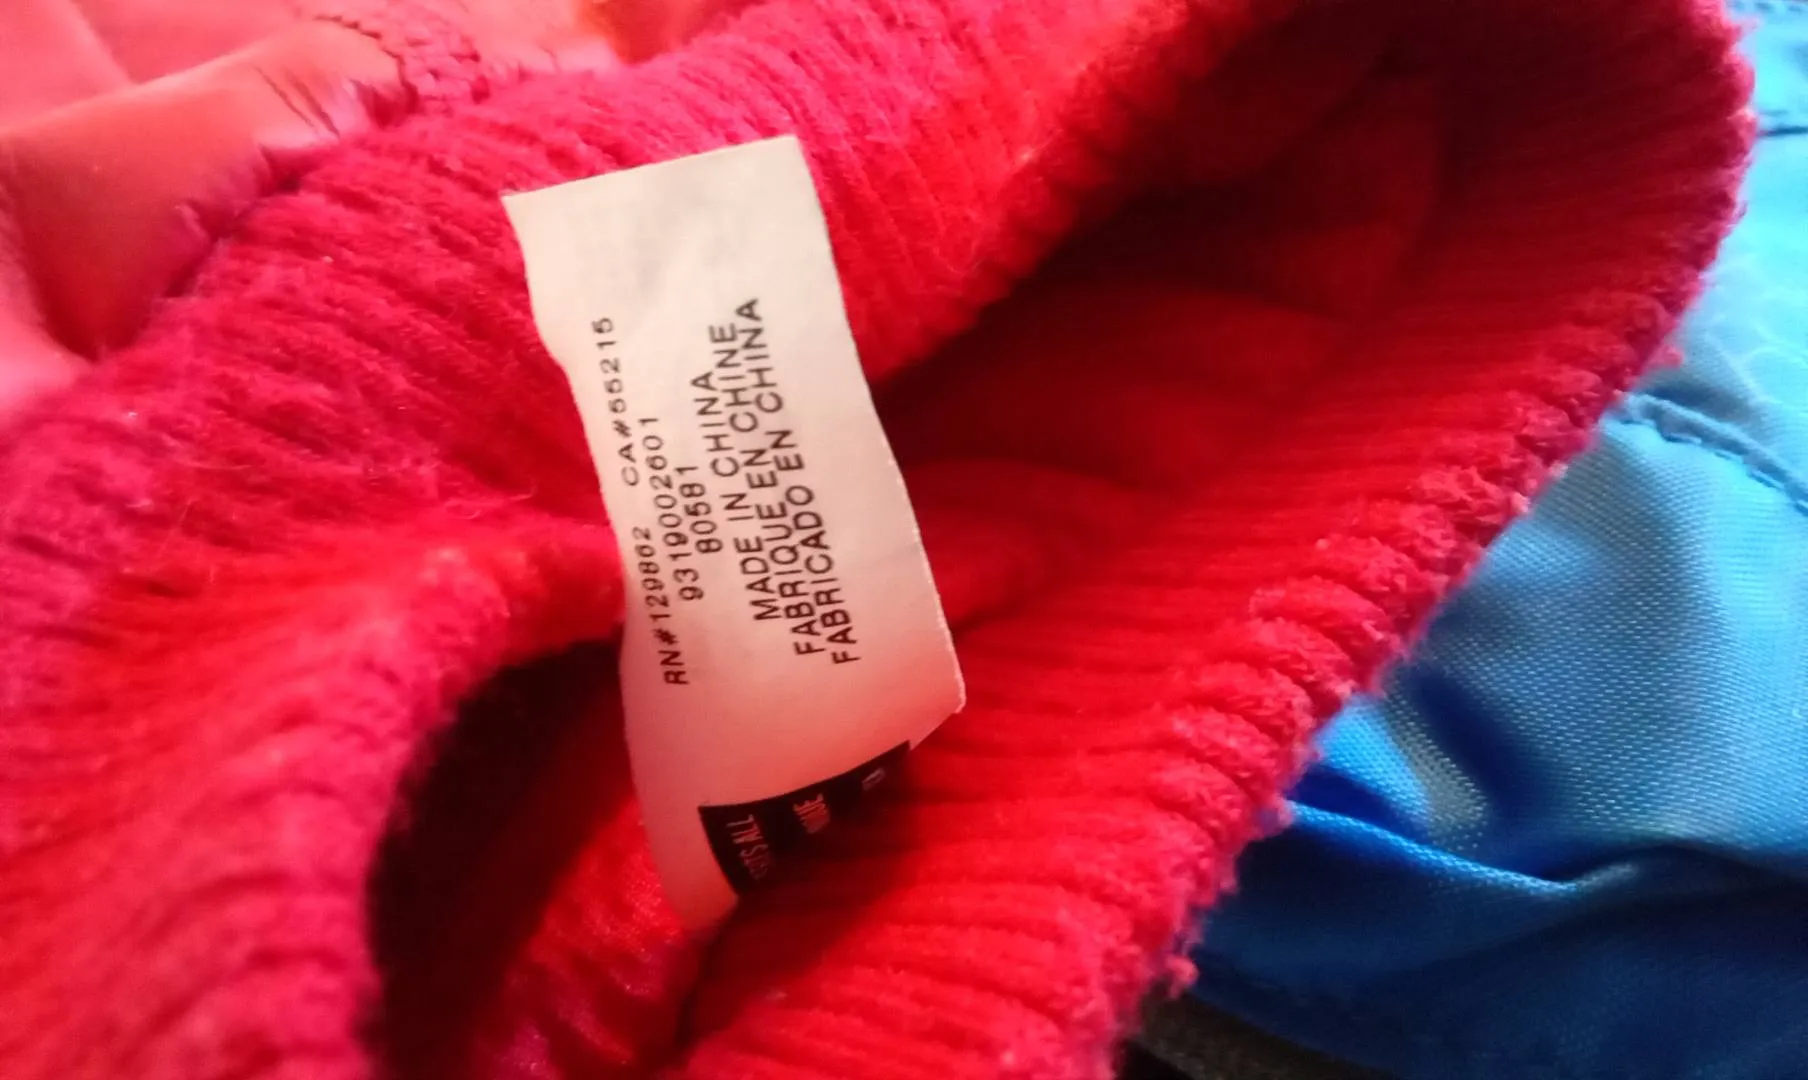 RN#129862 CA#55215
9319002601
80581
MADE IN CHINA
FABRIQUE EN CHINE
FABRICADO EN CHINA